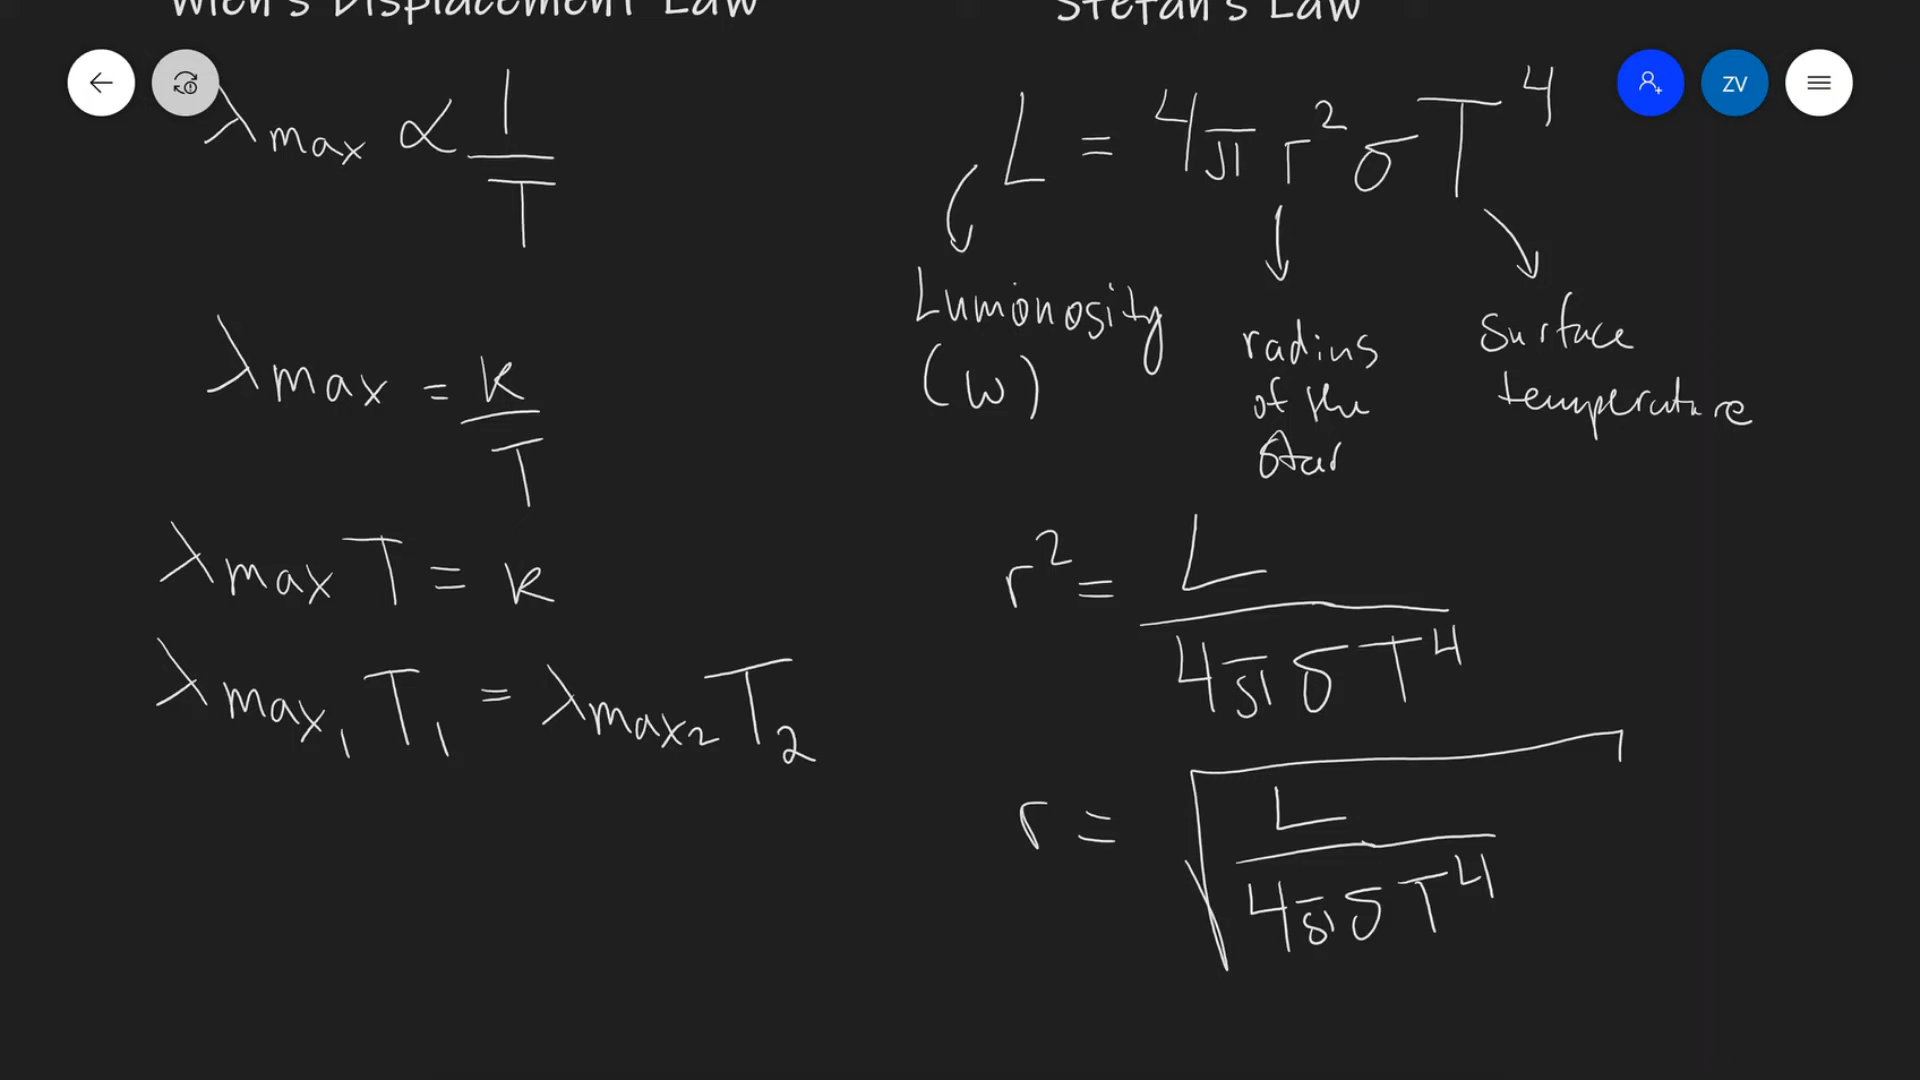 Wien's Displacement Law
λmax ∝ 1/T
λmax = k/T
λmax T = k
λmax₁ T₁ = λmax₂ T₂
Stefan's Law
ZV
L = 4πr²σT⁴
Lumonosity
(W)
radius
of the
star
Surface
temperature
r² = L/4πσT⁴
r = √(L/4πσT⁴)